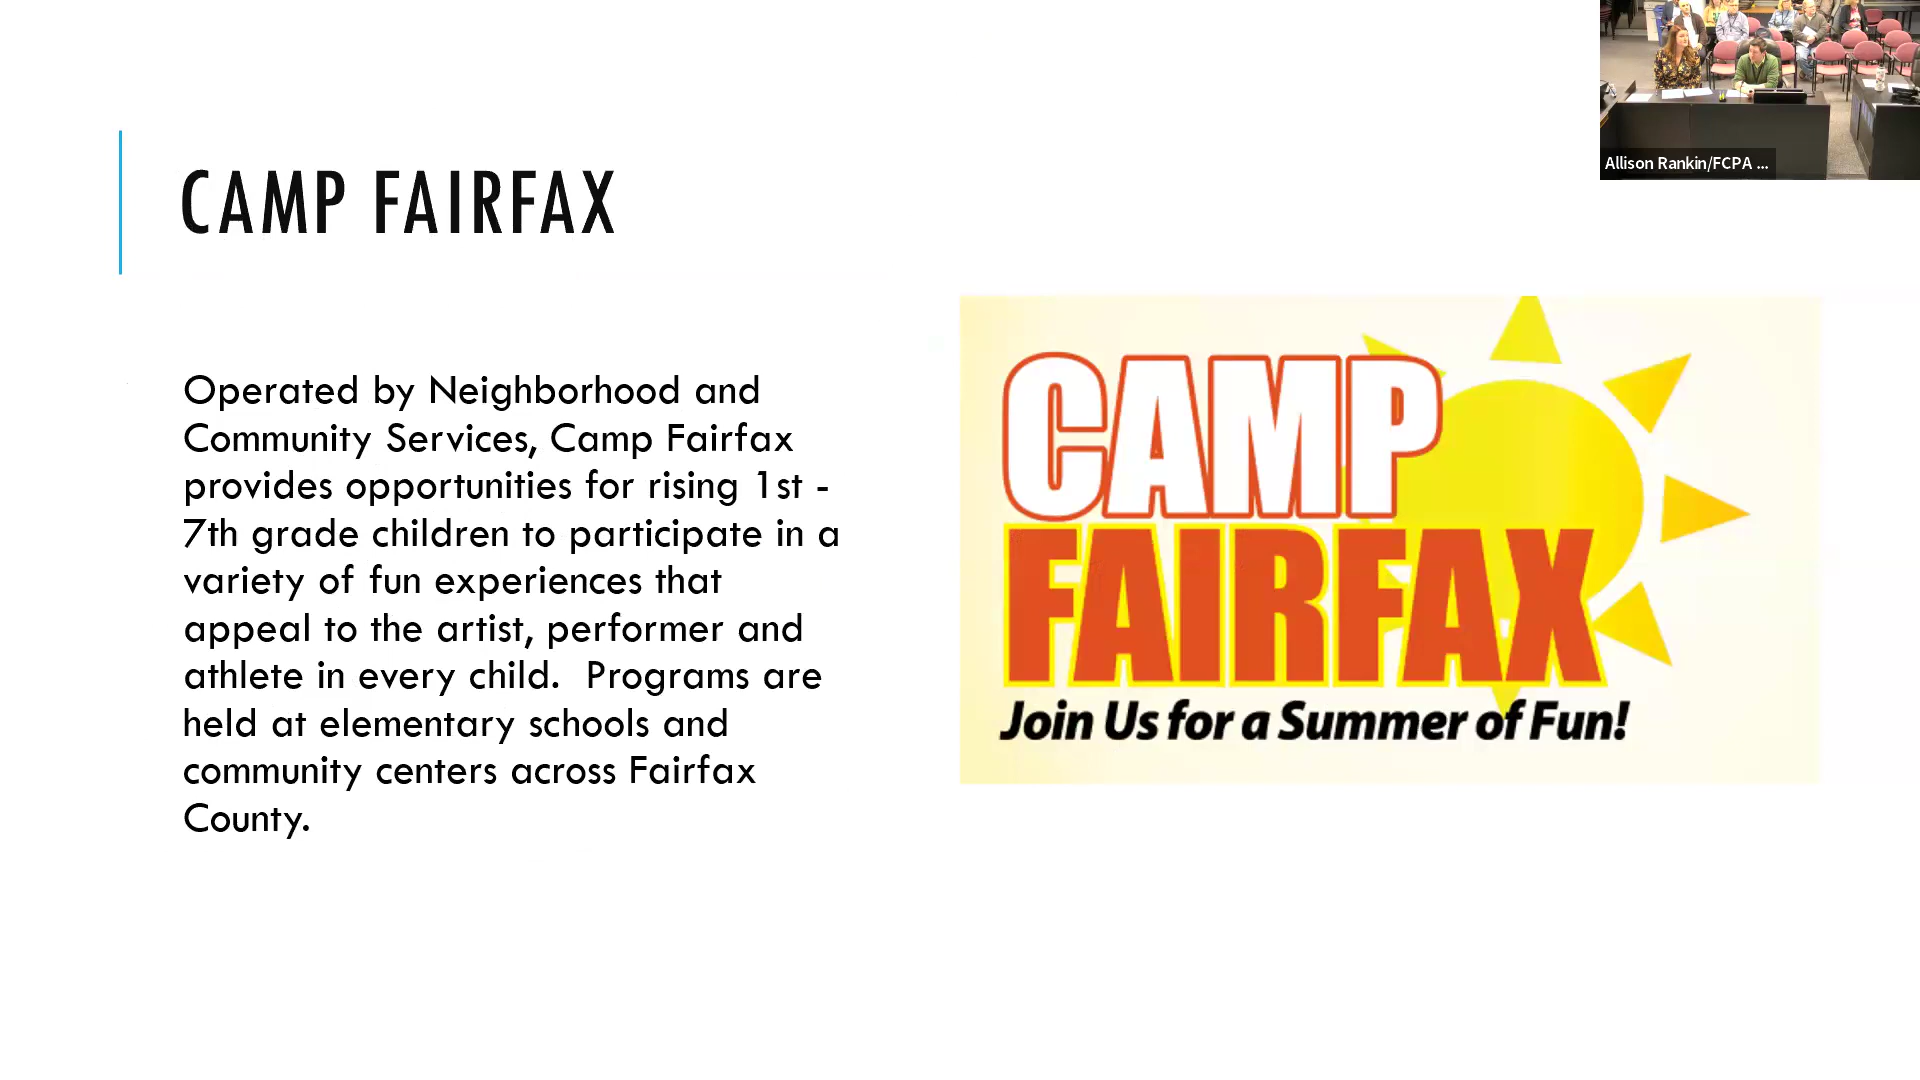 CAMP FAIRFAX
Operated by Neighborhood and
Community Services, Camp Fairfax
provides opportunities for rising 1st -
7th grade children to participate in a
variety of fun experiences that
appeal to the artist, performer and
athlete in every child.  Programs are
held at elementary schools and
community centers across Fairfax
County.
CAMP
FAIRFAX
Join Us for a Summer of Fun!
Allison Rankin/FCPA ...